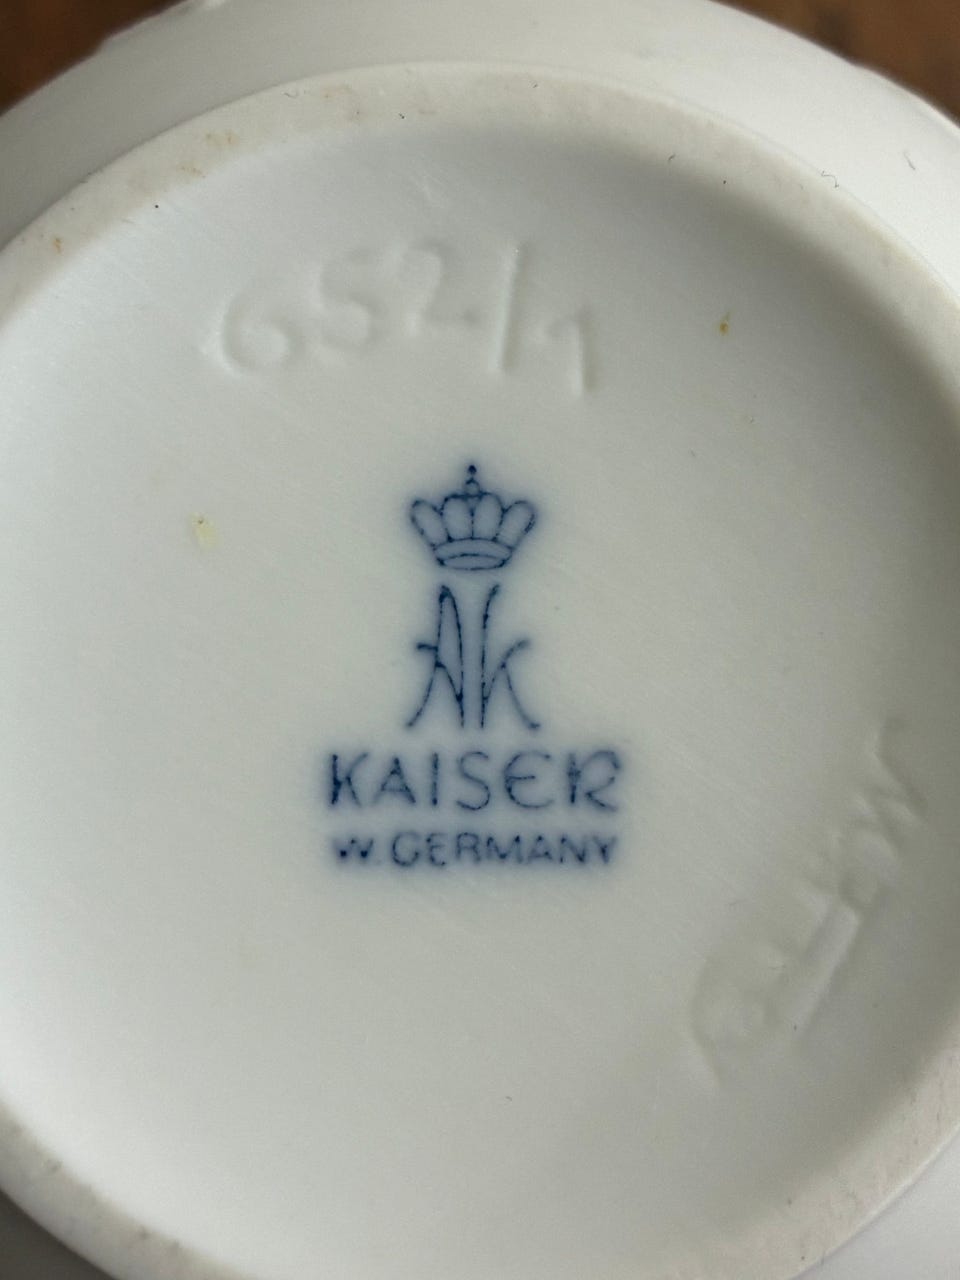 652/1
AK
KAISER
W. GERMANY